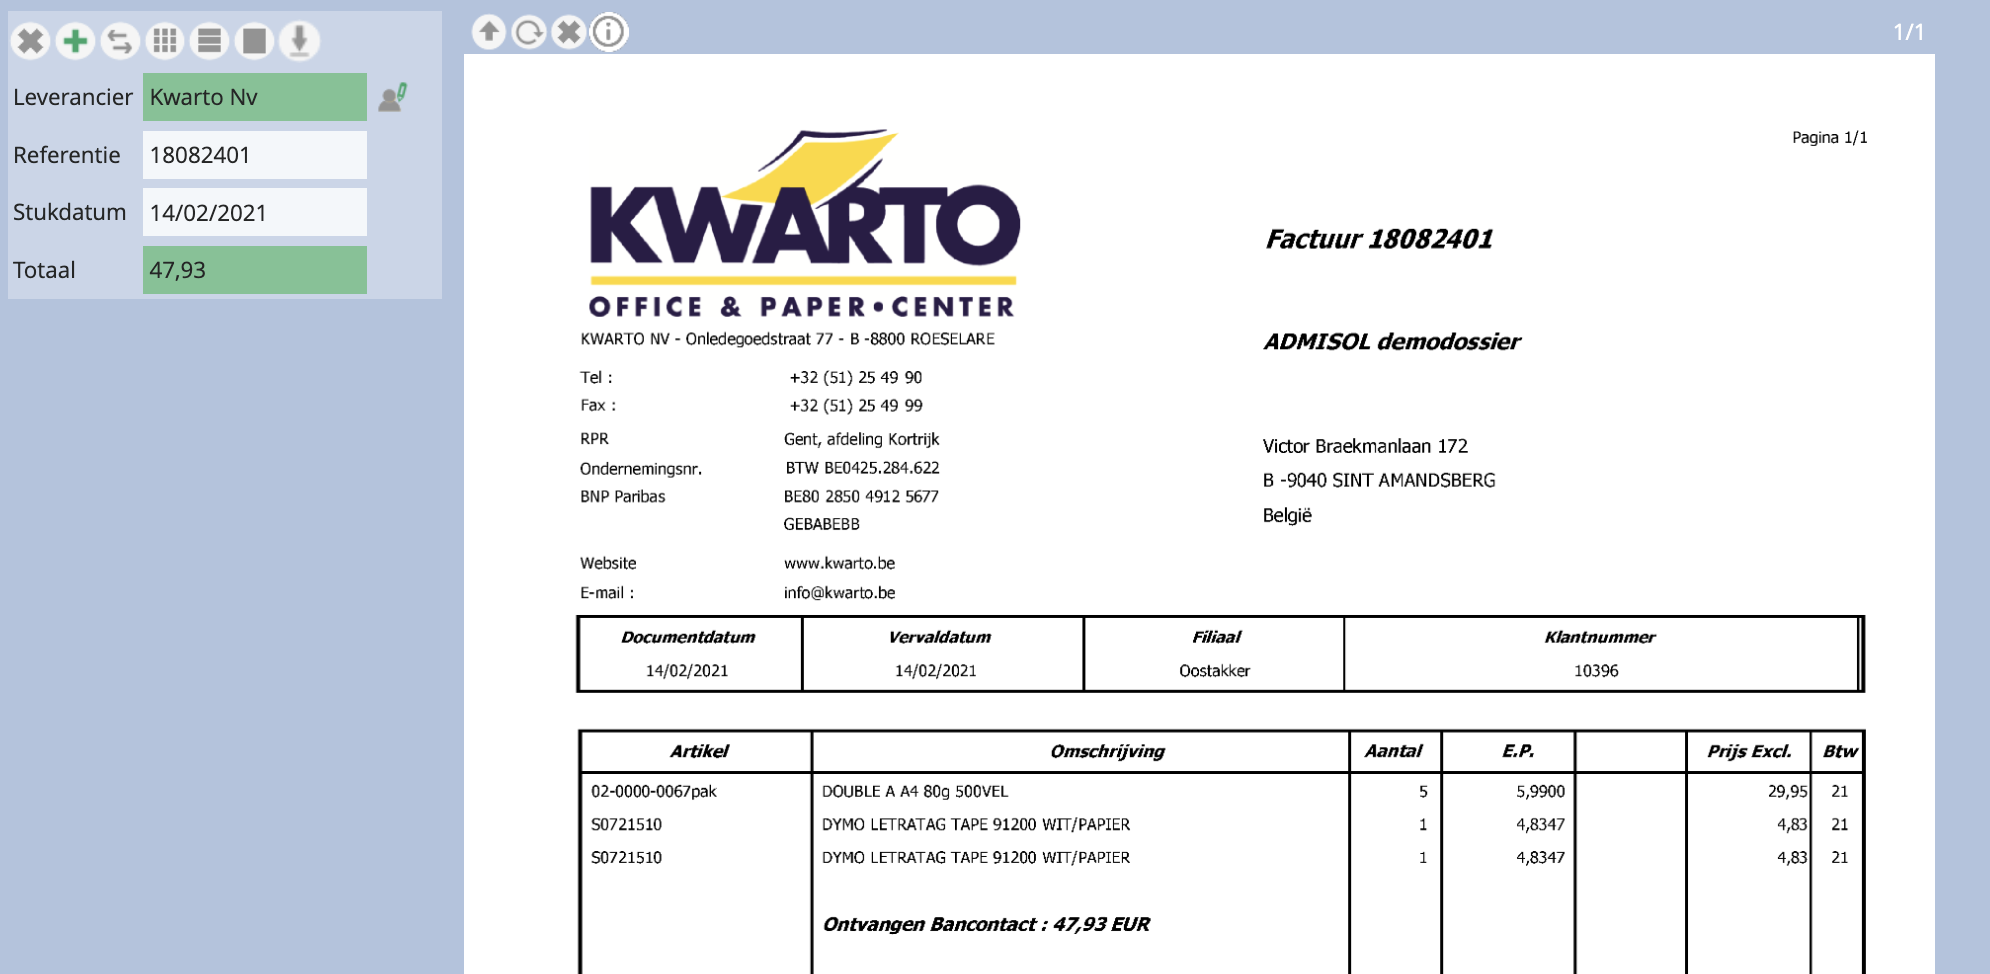 Leverancier Kwarto Nv
Referentie 18082401
Stukdatum 14/02/2021
Totaal 47,93
1/1
Pagina 1/1
KWARTO
OFFICE & PAPER•CENTER
KWARTO NV - Onledegoedstraat 77 - B -8800 ROESELARE
Tel : +32 (51) 25 49 90
Fax : +32 (51) 25 49 99
RPR Gent, afdeling Kortrijk
Ondernemingsnr. BTW BE0425.284.622
BNP Paribas BE80 2850 4912 5677
GEBABEBB
Website www.kwarto.be
E-mail : info@kwarto.be
Factuur 18082401
ADMISOL demodossier
Victor Braekmanlaan 172
B -9040 SINT AMANDSBERG
België
Documentdatum Vervaldatum Filiaal Klantnummer
14/02/2021 14/02/2021 Oostakker 10396
Artikel Omschrijving Aantal E.P. Prijs Excl. Btw
02-0000-0067pak DOUBLE A A4 80g 500VEL 5 5,9900 29,95 21
S0721510 DYMO LETRATAG TAPE 91200 WIT/PAPIER 1 4,8347 4,83 21
S0721510 DYMO LETRATAG TAPE 91200 WIT/PAPIER 1 4,8347 4,83 21
Ontvangen Bancontact : 47,93 EUR